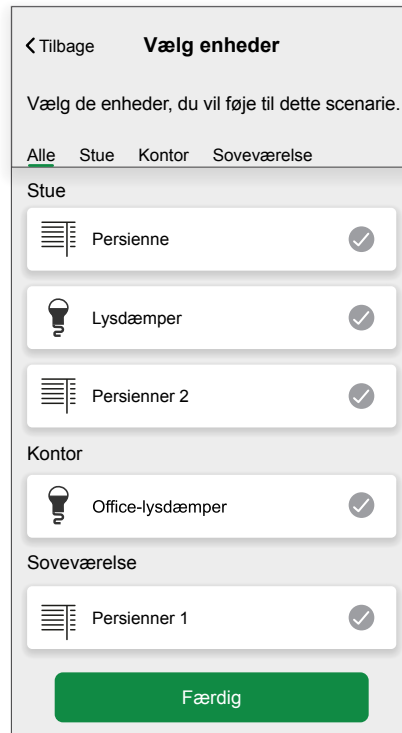 Tilbage Vælg enheder
Vælg de enheder, du vil føje til dette scenarie.
Alle Stue Kontor Soveværelse
Stue
Persienne
Lysdæmper
Persienner 2
Kontor
Office-lysdæmper
Soveværelse
Persienner 1
Færdig